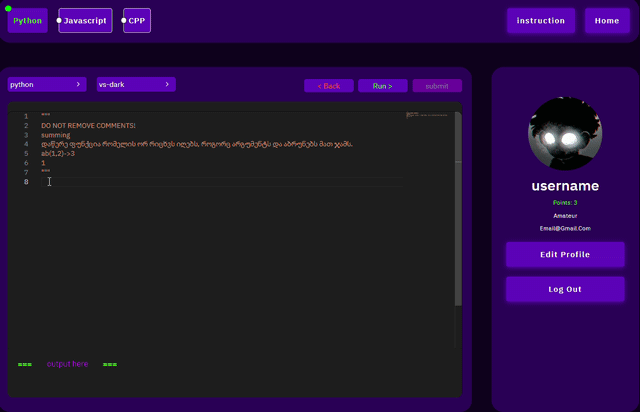 Python
Javascript
CPP
instruction
Home
python
vs-dark
< Back
Run >
submit
1 """
2 DO NOT REMOVE COMMENTS!
3 summing
4 დაწერე ფუნქცია რომელის ორ რიცხვს იღებს, როგორც არგუმენტს და აბრუნებს მათ ჯამს.
5 ab(1,2)->3
6 1
7 """
8
=== output here ===
username
Points: 3
Amateur
Email@Gmail.Com
Edit Profile
Log Out